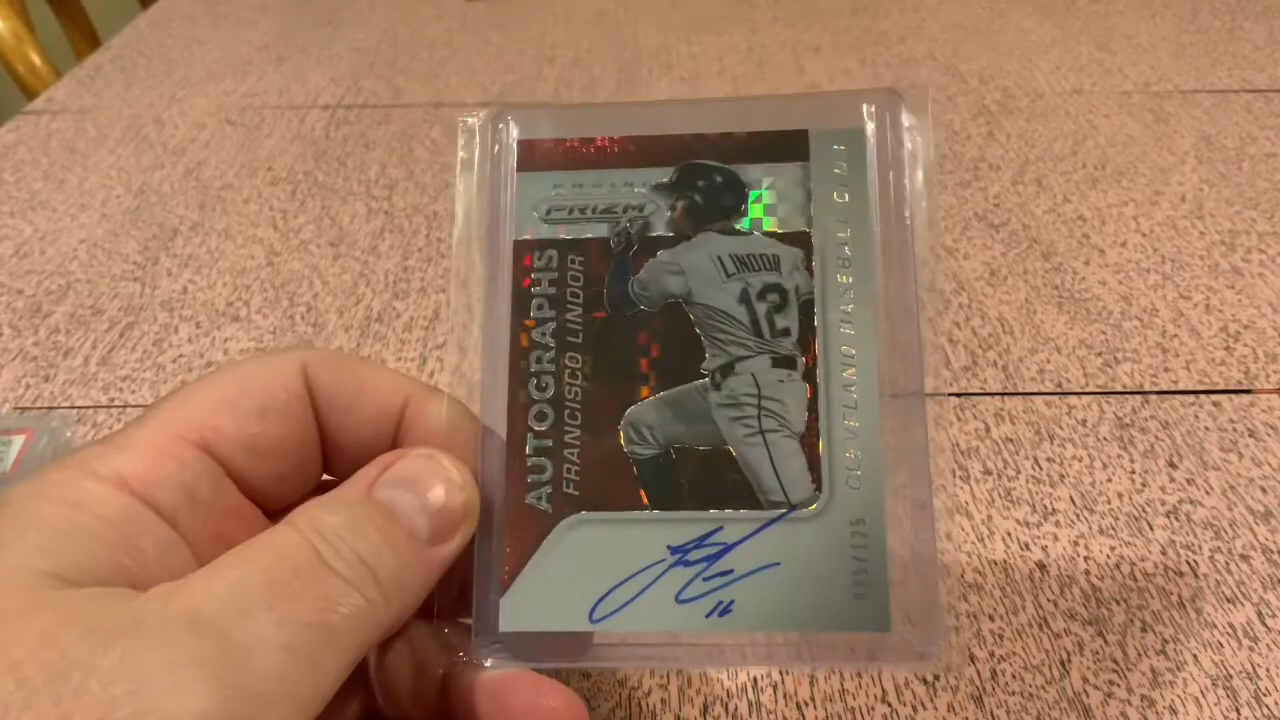 PRIZM
LINDOR
12
AUTOGRAPHS
FRANCISCO LINDOR
CLEVELAND BASEBALL CLUB
16